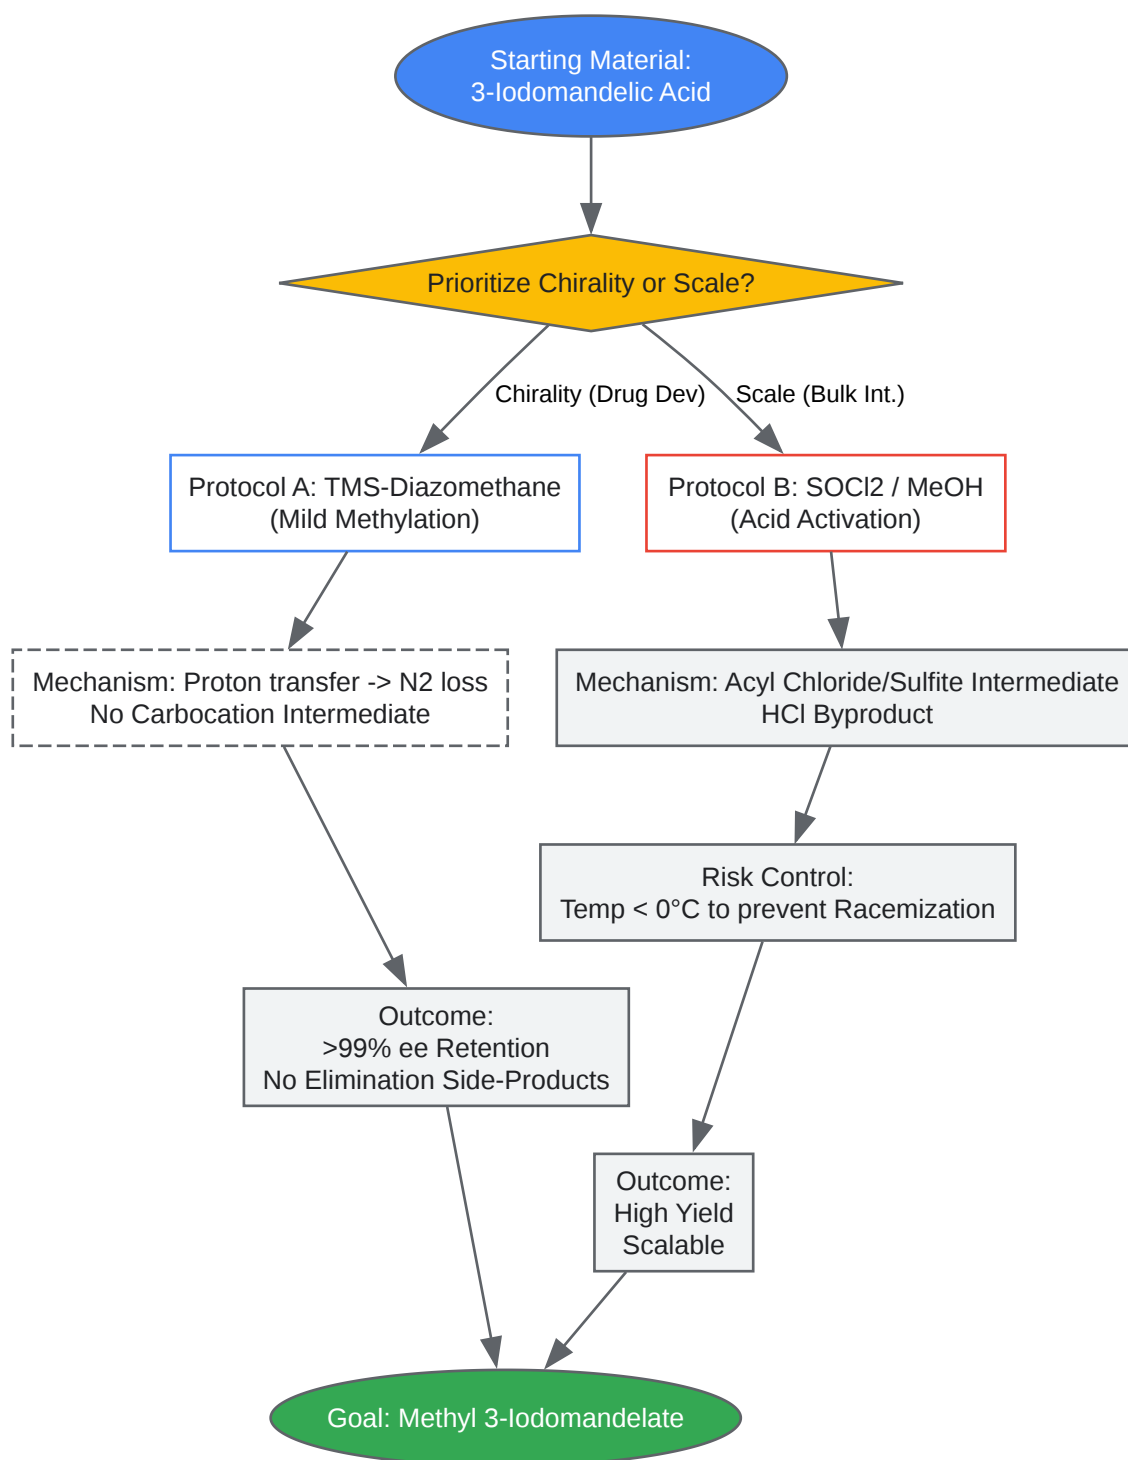 Starting Material:
3-Iodomandelic Acid
Prioritize Chirality or Scale?
Chirality (Drug Dev)
Scale (Bulk Int.)
Protocol A: TMS-Diazomethane
(Mild Methylation)
Protocol B: SOCl2 / MeOH
(Acid Activation)
Mechanism: Proton transfer -> N2 loss
No Carbocation Intermediate
Mechanism: Acyl Chloride/Sulfite Intermediate
HCl Byproduct
Risk Control:
Temp < 0°C to prevent Racemization
Outcome:
>99% ee Retention
No Elimination Side-Products
Outcome:
High Yield
Scalable
Goal: Methyl 3-Iodomandelate